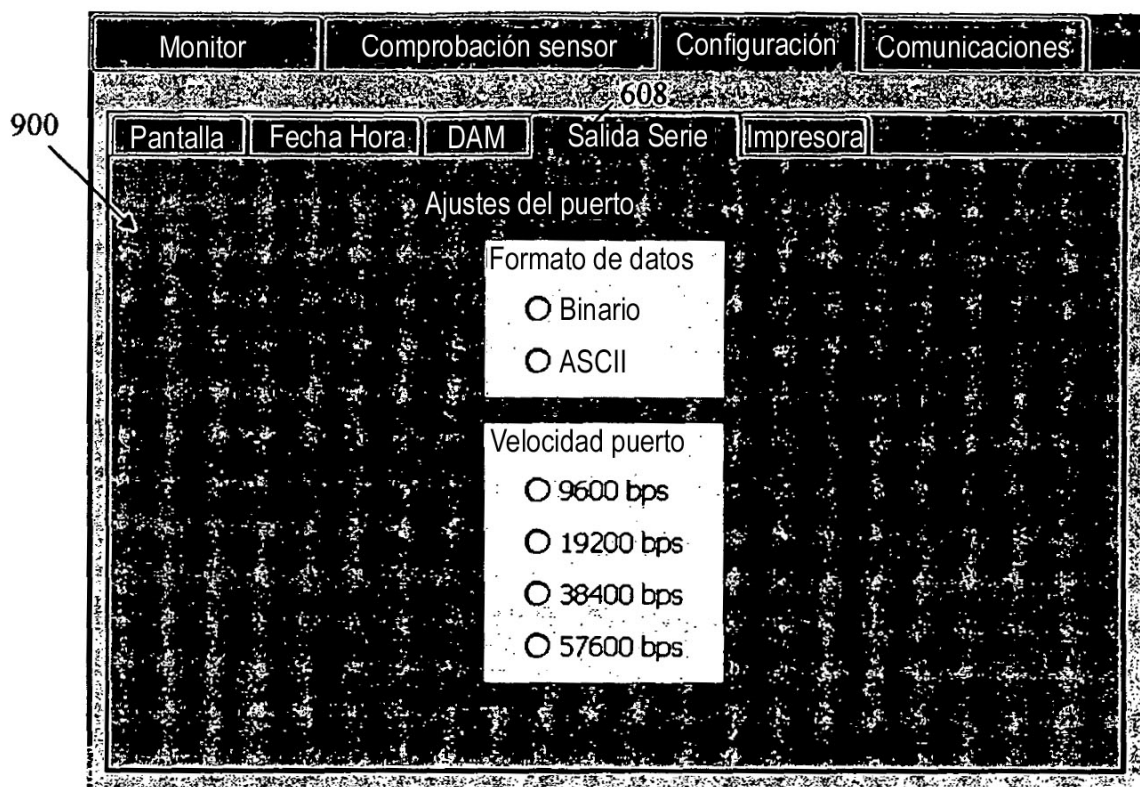 Monitor Comprobación sensor Configuración Comunicaciones
608
900
Pantalla Fecha Hora DAM Salida Serie Impresora
Ajustes del puerto
Formato de datos
Binario
ASCII
Velocidad puerto
9600 bps
19200 bps
38400 bps
57600 bps